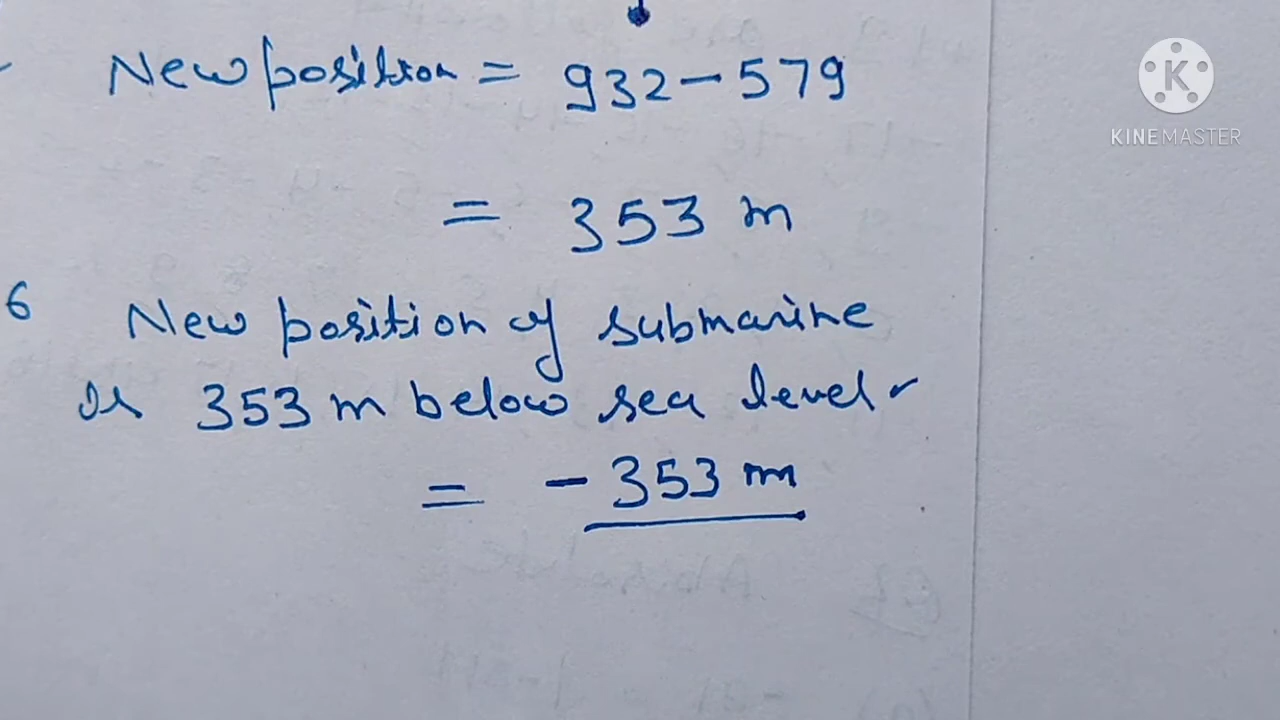 New position = 932 - 579
K
KINEMASTER
= 353 m
6 New position of submarine
is 353 m below sea level
= - 353 m